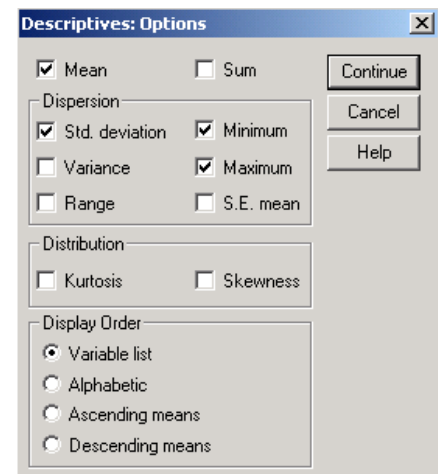 Descriptives: Options
Mean
Sum
Continue
Cancel
Help
Dispersion
Std. deviation
Minimum
Variance
Maximum
Range
S.E. mean
Distribution
Kurtosis
Skewness
Display Order
Variable list
Alphabetic
Ascending means
Descending means